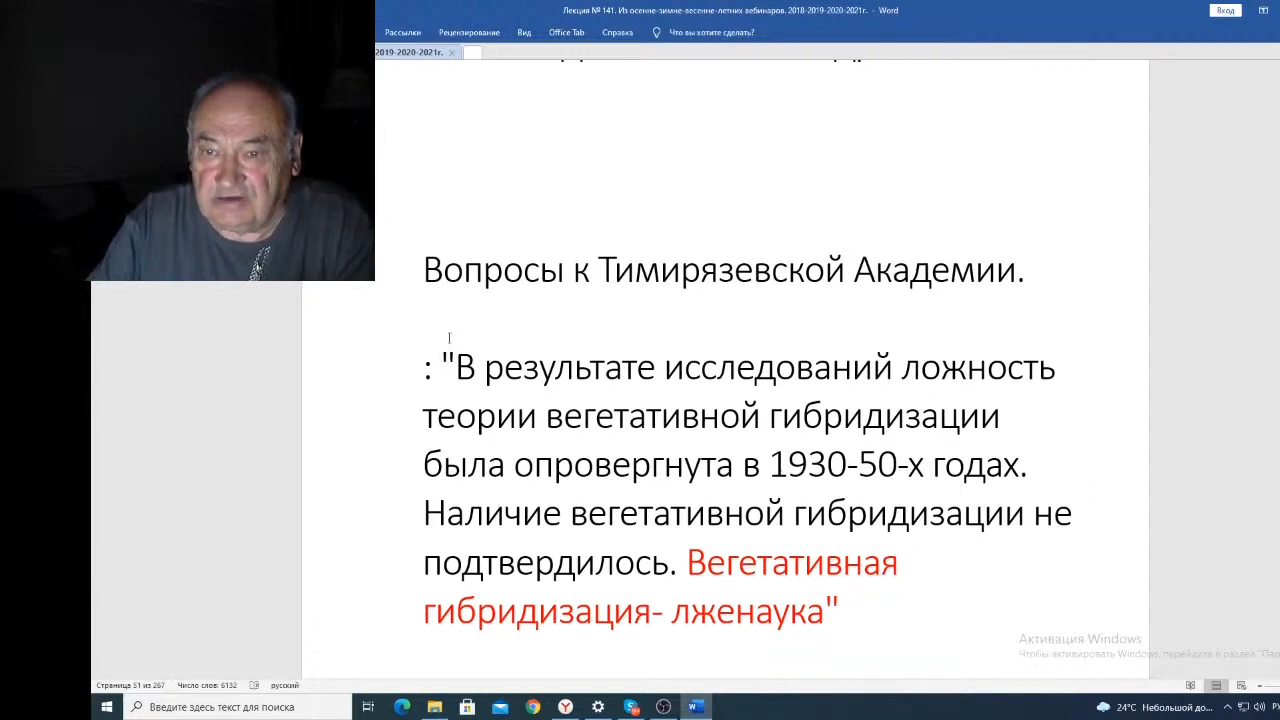 Лекция № 141. Из осенне-зимне-весенне-летних вебинаров. 2018-2019-2020-2021г. - Word
Вход
Рассылки Рецензирование Вид Office Tab Справка Что вы хотите сделать?
2019-2020-2021г.
Вопросы к Тимирязевской Академии.
: "В результате исследований ложность
теории вегетативной гибридизации
была опровергнута в 1930-50-х годах.
Наличие вегетативной гибридизации не
подтвердилось. Вегетативная
гибридизация- лженаука"
Активация Windows
Чтобы активировать Windows, перейдите в раздел
Страница 51 из 267 Число слов: 6132 русский
Введите здесь текст для поиска
24°C Небольшой до...